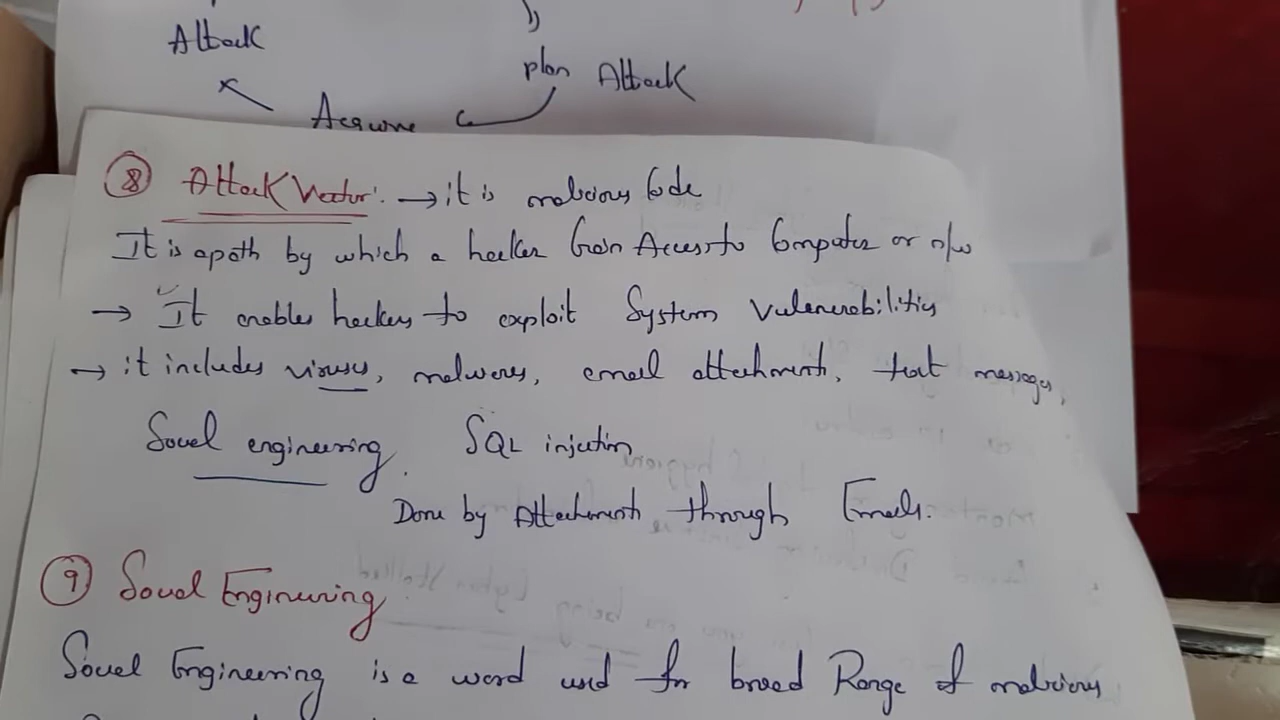 Attack
plan Attack
Acquire
8 Attack Vector: → it is malicious Code
It is a path by which a hacker Gain Access to Computer or n/w
→ It enables hackers to exploit System Vulenerabilities
→ it includes viruses, malwares, email attachments, text messages,
Social engineering, SQL injection
Done by Attachments through Emails.
9 Social Engineering
Social Engineering is a word used for broad Range of malicious